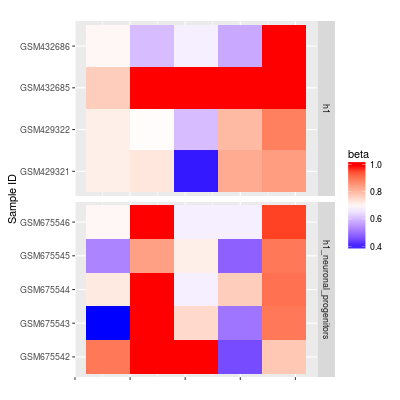 Sample ID
GSM432686
GSM432685
GSM429322
GSM429321
h1
GSM675546
GSM675545
GSM675544
GSM675543
GSM675542
h1_neuronal_progenitors
beta
1.0
0.8
0.6
0.4